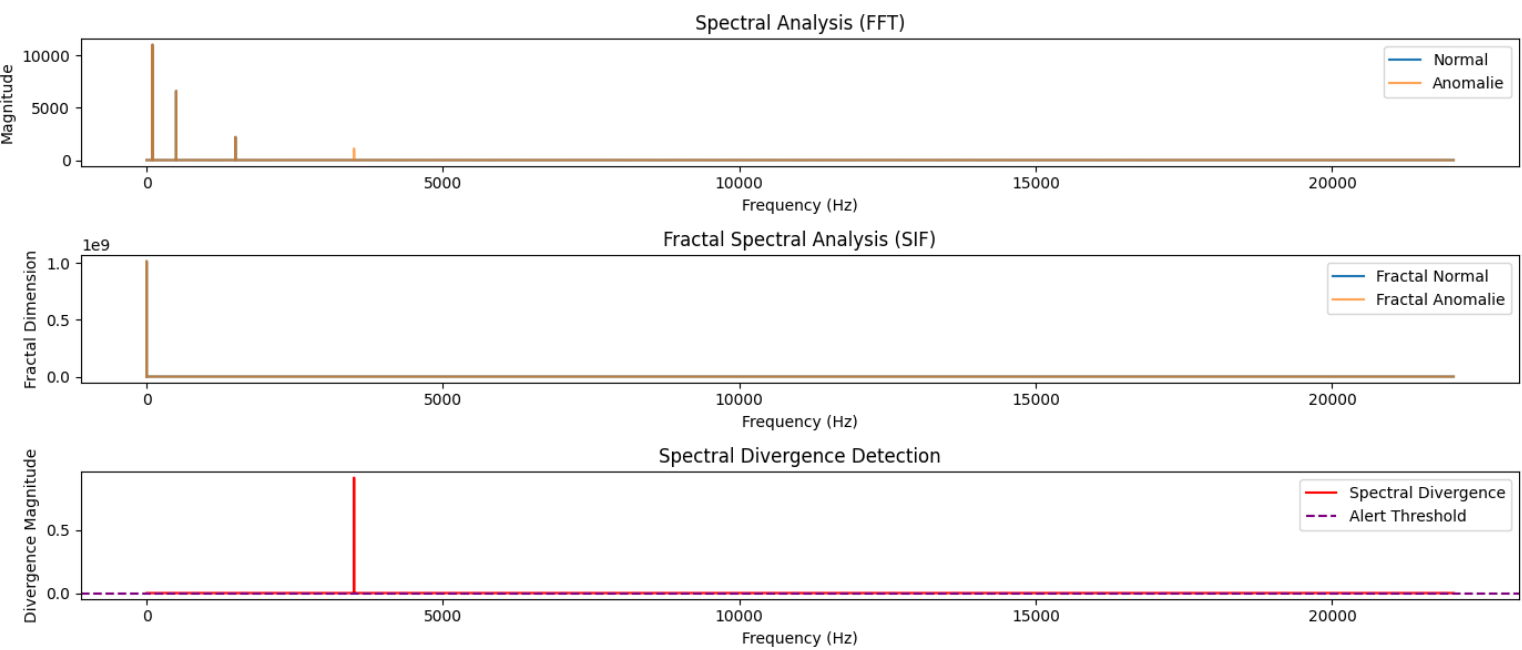 Spectral Analysis (FFT)
Magnitude
10000
5000
0
Normal
Anomalie
0
5000
10000
15000
20000
Frequency (Hz)
Fractal Spectral Analysis (SIF)
1e9
Fractal Dimension
1.0
0.5
0.0
Fractal Normal
Fractal Anomalie
0
5000
10000
15000
20000
Frequency (Hz)
Spectral Divergence Detection
Divergence Magnitude
0.5
0.0
Spectral Divergence
Alert Threshold
0
5000
10000
15000
20000
Frequency (Hz)